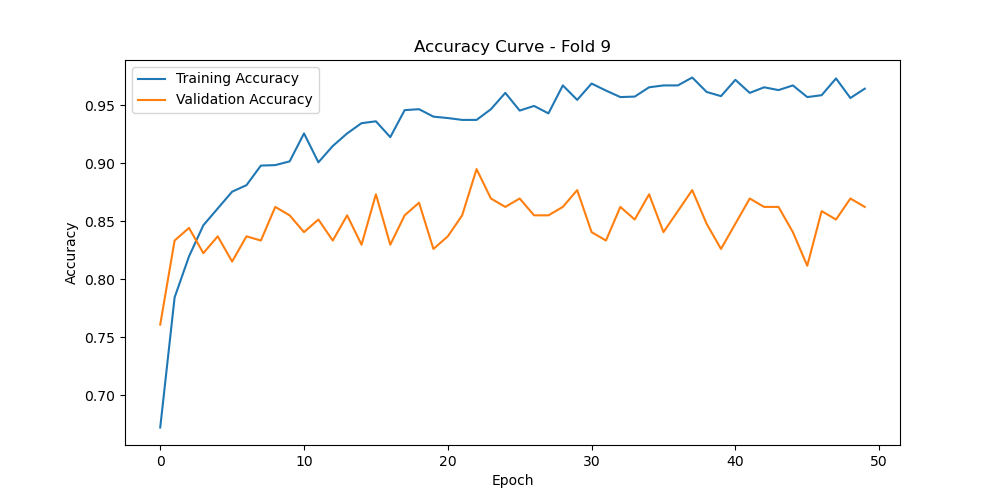 Accuracy Curve - Fold 9
Training Accuracy
Validation Accuracy
Accuracy
0.95
0.90
0.85
0.80
0.75
0.70
0 10 20 30 40 50
Epoch